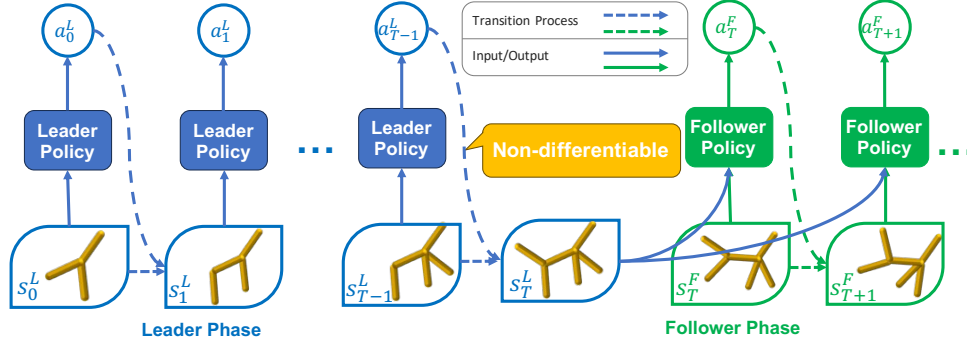 $a_0^L$
$a_1^L$
$a_{T-1}^L$
Transition Process
Input/Output
$a_T^F$
$a_{T+1}^F$
Leader
Policy
Leader
Policy
...
Leader
Policy
Non-differentiable
Follower
Policy
Follower
Policy
...
$s_0^L$
$s_1^L$
$s_{T-1}^L$
$s_T^L$
$s_T^F$
$s_{T+1}^F$
Leader Phase
Follower Phase